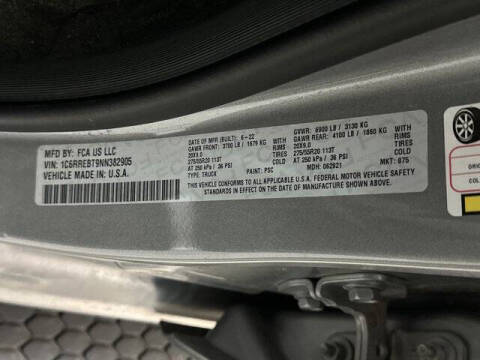 MFD BY: FCA US LLC
VIN: 1C6RREBT9NN382905
VEHICLE MADE IN: U.S.A.
DATE OF MFR (BUILT): 6-22 GVWR: 6900 LB / 3130 KG
GAWR FRONT: 3700 LB / 1679 KG WITH GAWR REAR: 4100 LB / 1860 KG WITH
20X9.0 RIMS 20X9.0 RIMS
275/55R20 113T TIRES 275/55R20 113T TIRES
AT 250 kPa / 36 PSI COLD AT 250 kPa / 36 PSI COLD
TYPE: TRUCK PAINT: PSC MDH: 062921 MKT: 875
THIS VEHICLE CONFORMS TO ALL APPLICABLE U.S.A. FEDERAL MOTOR VEHICLE SAFETY
STANDARDS IN EFFECT ON THE DATE OF MANUFACTURE SHOWN ABOVE.